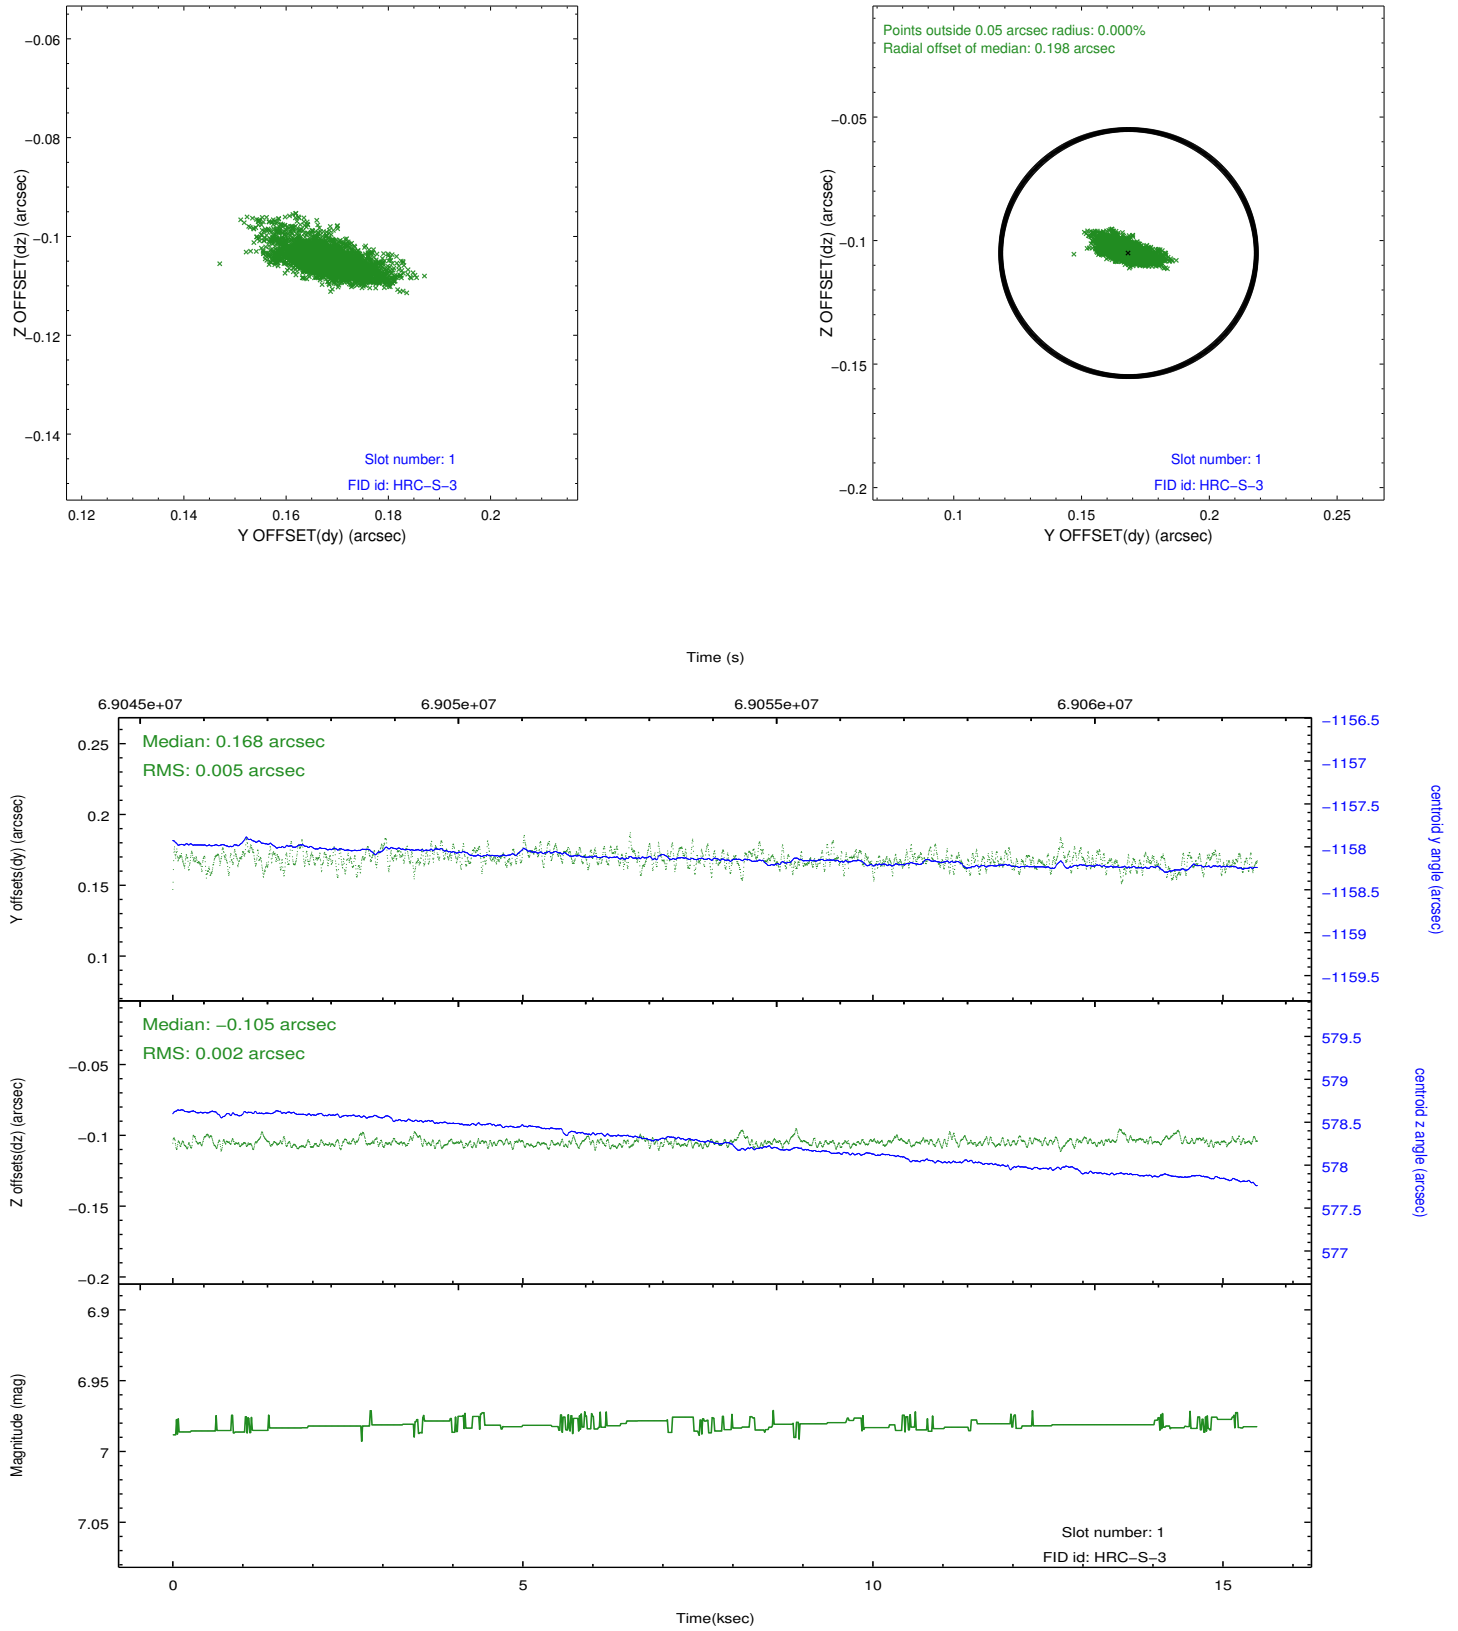 −0.06
−0.08
−0.1
−0.12
−0.14
Z OFFSET(dz) (arcsec)
Slot number: 1
FID id: HRC−S−3
0.12 0.14 0.16 0.18 0.2
Y OFFSET(dy) (arcsec)
Points outside 0.05 arcsec radius: 0.000%
Radial offset of median: 0.198 arcsec
−0.05
−0.1
−0.15
−0.2
Z OFFSET(dz) (arcsec)
Slot number: 1
FID id: HRC−S−3
0.1 0.15 0.2 0.25
Y OFFSET(dy) (arcsec)
Time (s)
6.9045e+07 6.905e+07 6.9055e+07 6.906e+07
Median: 0.168 arcsec
RMS: 0.005 arcsec
0.25
0.2
0.15
0.1
Y offsets(dy) (arcsec)
−1156.5
−1157
−1157.5
−1158
−1158.5
−1159
−1159.5
centroid y angle (arcsec)
Median: −0.105 arcsec
RMS: 0.002 arcsec
−0.05
−0.1
−0.15
−0.2
Z offsets(dz) (arcsec)
579.5
579
578.5
578
577.5
577
centroid z angle (arcsec)
6.9
6.95
7
7.05
Magnitude (mag)
Slot number: 1
FID id: HRC−S−3
0 5 10 15
Time(ksec)